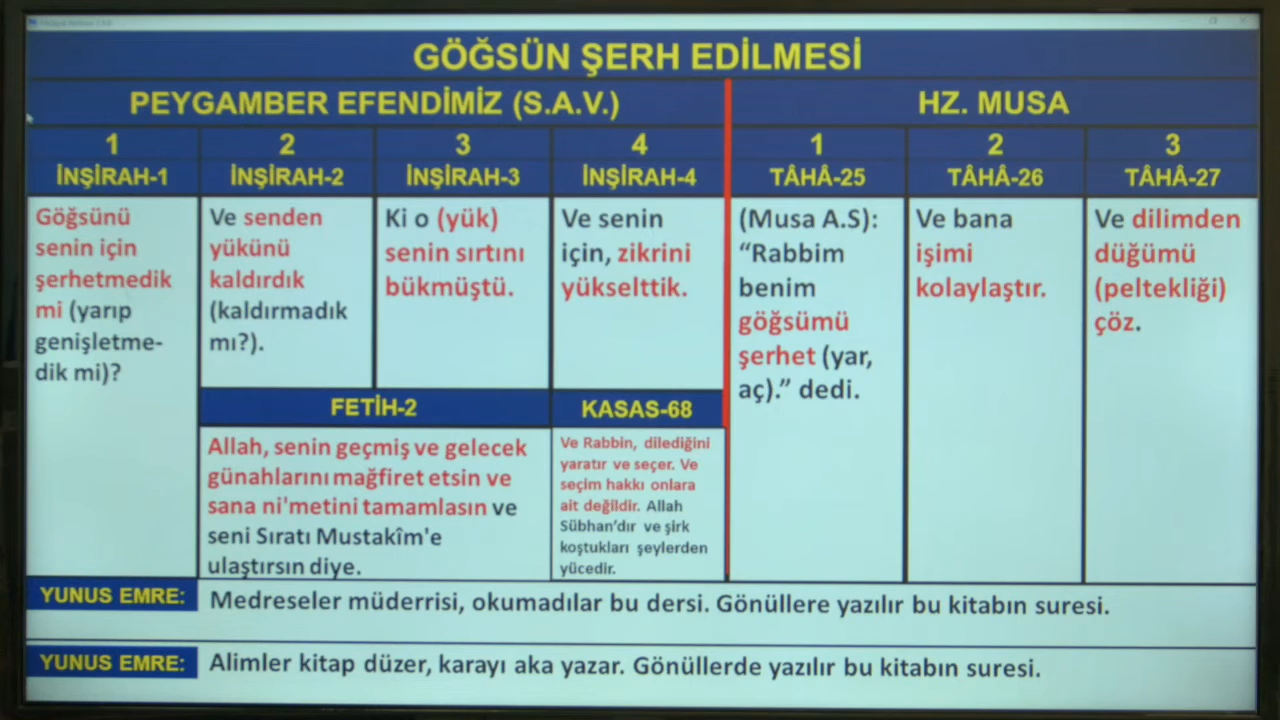 GÖĞSÜN ŞERH EDİLMESİ
PEYGAMBER EFENDİMİZ (S.A.V.)
HZ. MUSA
1
İNŞİRAH-1
Göğsünü
senin için
şerhetmedik
mi (yarıp
genişletme-
dik mi)?
2
İNŞİRAH-2
Ve senden
yükünü
kaldırdık
(kaldırmadık
mı?).
3
İNŞİRAH-3
Ki o (yük)
senin sırtını
bükmüştü.
FETİH-2
Allah, senin geçmiş ve gelecek
günahlarını mağfiret etsin ve
sana ni'metini tamamlasın ve
seni Sıratı Mustakîm'e
ulaştırsın diye.
4
İNŞİRAH-4
Ve senin
için, zikrini
yükselttik.
KASAS-68
Ve Rabbin, dilediğini
yaratır ve seçer. Ve
seçim hakkı onlara
ait değildir. Allah
Sübhan’dır ve şirk
koştukları şeylerden
yücedir.
1
TÂHÂ-25
(Musa A.S):
“Rabbim
benim
göğsümü
şerhet (yar,
aç).” dedi.
2
TÂHÂ-26
Ve bana
işimi
kolaylaştır.
3
TÂHÂ-27
Ve dilimden
düğümü
(peltekliği)
çöz.
YUNUS EMRE: Medreseler müderrisi, okumadılar bu dersi. Gönüllere yazılır bu kitabın suresi.
YUNUS EMRE: Alimler kitap düzer, karayı aka yazar. Gönüllerde yazılır bu kitabın suresi.